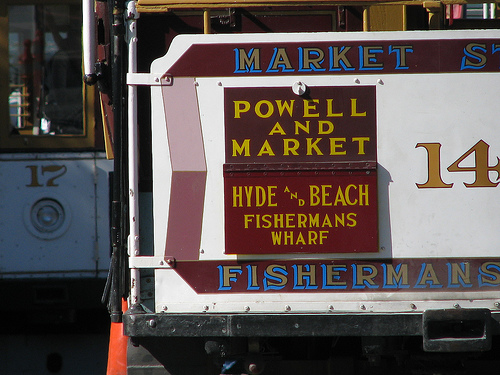 MARKET
POWELL
AND
MARKET
HYDE AND BEACH
FISHERMANS
WHARF
FISHERMANS
14
17